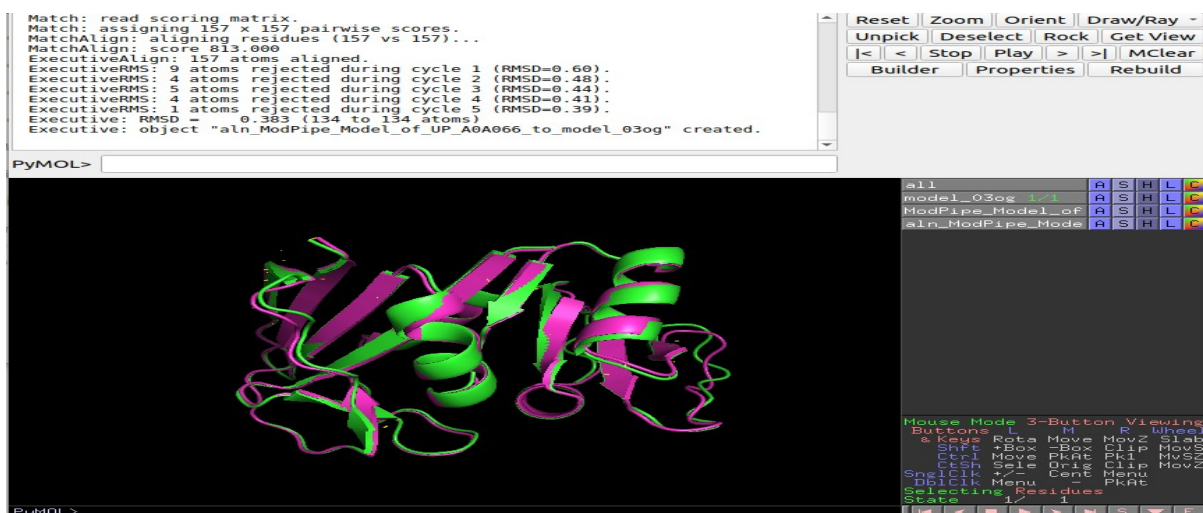 Match: read scoring matrix.
Match: assigning 157 x 157 pairwise scores.
MatchAlign: aligning residues (157 vs 157)...
MatchAlign: score 813.000
ExecutiveAlign: 157 atoms aligned.
ExecutiveRMS: 9 atoms rejected during cycle 1 (RMSD=0.60).
ExecutiveRMS: 4 atoms rejected during cycle 2 (RMSD=0.48).
ExecutiveRMS: 5 atoms rejected during cycle 3 (RMSD=0.44).
ExecutiveRMS: 4 atoms rejected during cycle 4 (RMSD=0.41).
ExecutiveRMS: 1 atoms rejected during cycle 5 (RMSD=0.39).
Executive: RMSD = 0.383 (134 to 134 atoms)
Executive: object "aln_ModPipe_Model_of_UP_A0A066_to_model_03og" created.
Reset Zoom Orient Draw/Ray
Unpick Deselect Rock Get View
|< < Stop Play > >| MClear
Builder Properties Rebuild
PyMOL>
all A S H L C
model_03og 1/1 A S H L C
ModPipe_Model_of A S H L C
aln_ModPipe_Mode A S H L C
Mouse Mode 3-Button Viewing
Buttons L M R Wheel
& Keys Rota Move MovZ Slab
Shft +Box -Box Clip MovS
Ctrl Move PkAt Pk1 MvSZ
CtSh Sele Orig Clip MovZ
SnglClk +/- Cent Menu
DblClk Menu - PkAt
Selecting Residues
State 1/ 1
PyMOL>
S F